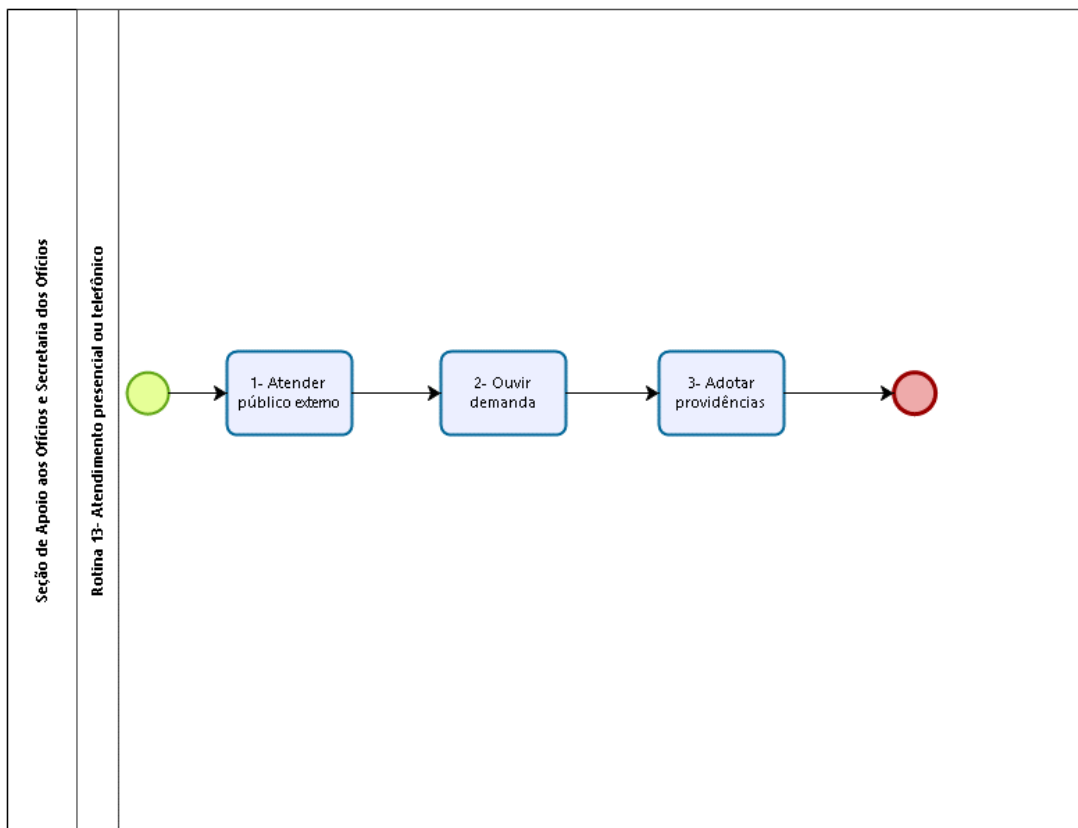 Seção de Apoio aos Ofícios e Secretaria dos Ofícios
Rotina 13- Atendimento presencial ou telefônico
1- Atender
público externo
2- Ouvir
demanda
3- Adotar
providências